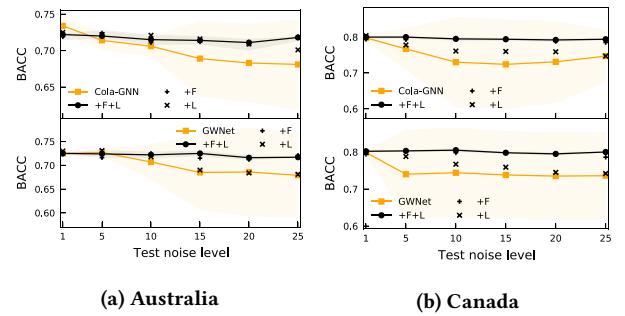 0.75
0.70
0.65
BACC
Cola-GNN
+F
+F+L
+L
0.75
0.70
0.65
0.60
BACC
GWNet
+F
+F+L
+L
1 5 10 15 20 25
Test noise level
(a) Australia
0.8
0.7
0.6
BACC
Cola-GNN
+F
+F+L
+L
0.8
0.7
0.6
BACC
GWNet
+F
+F+L
+L
1 5 10 15 20 25
Test noise level
(b) Canada